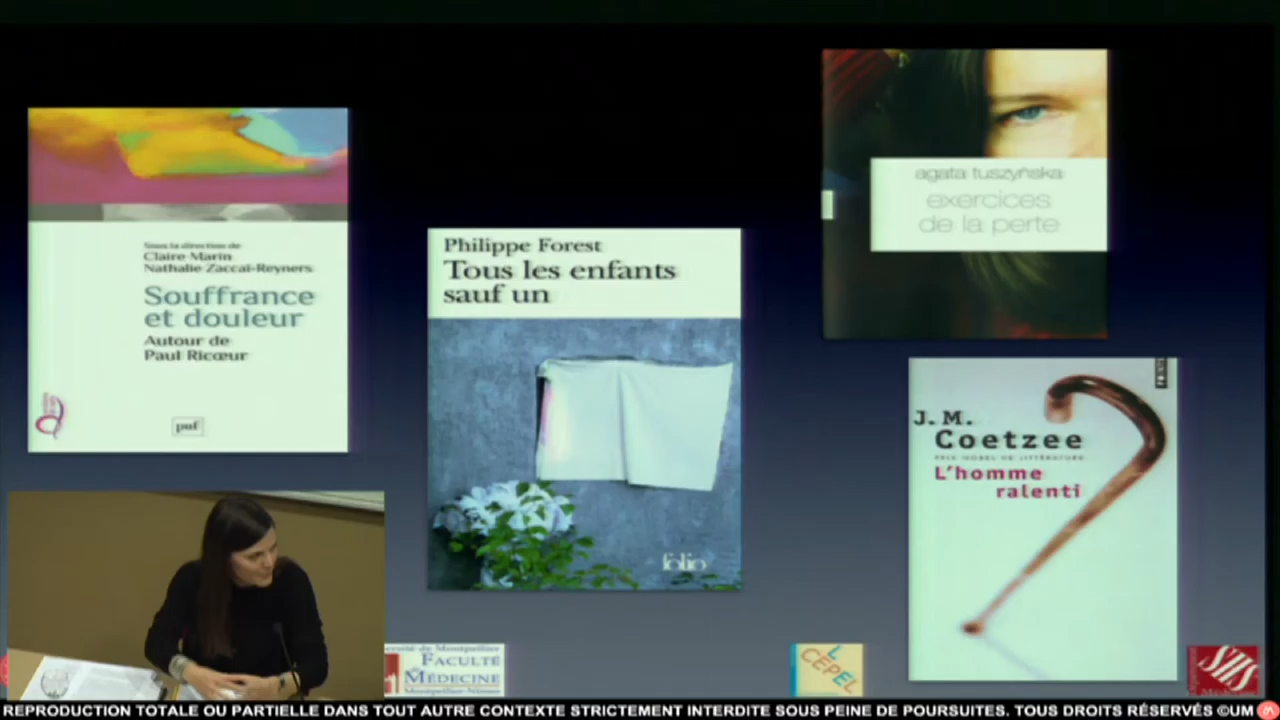 Sous la direction de
Claire Marin
Nathalie Zaccaï-Reyners
Souffrance
et douleur
Autour de
Paul Ricœur
puf
Philippe Forest
Tous les enfants
sauf un
folio
agata tuszyńska
exercices
de la perte
J. M.
Coetzee
PRIX NOBEL DE LITTÉRATURE
L'homme
ralenti
Faculté
de
Médecine
Montpellier-Nîmes
CEPEL
REPRODUCTION TOTALE OU PARTIELLE DANS TOUT AUTRE CONTEXTE STRICTEMENT INTERDITE SOUS PEINE DE POURSUITES. TOUS DROITS RÉSERVÉS ©UM